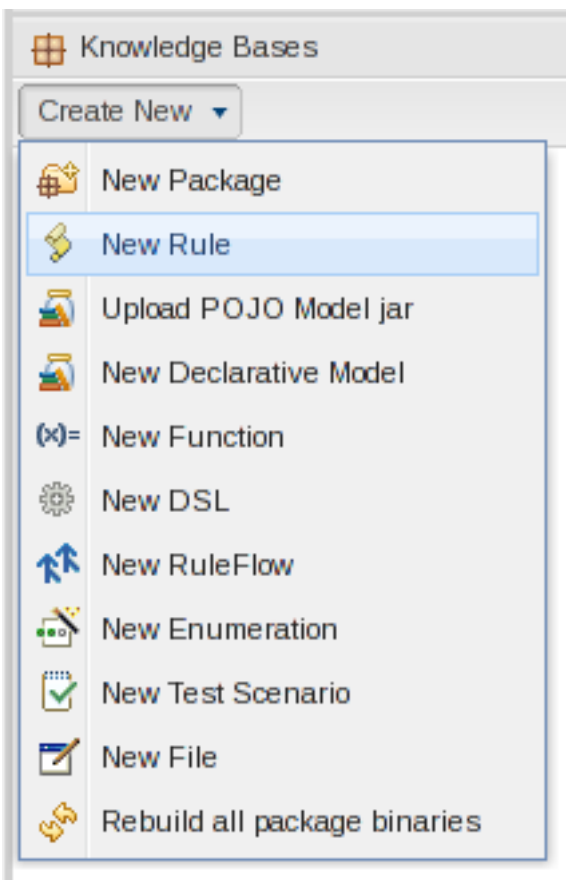 Knowledge Bases
Create New
New Package
New Rule
Upload POJO Model jar
New Declarative Model
(x)= New Function
New DSL
New RuleFlow
New Enumeration
New Test Scenario
New File
Rebuild all package binaries